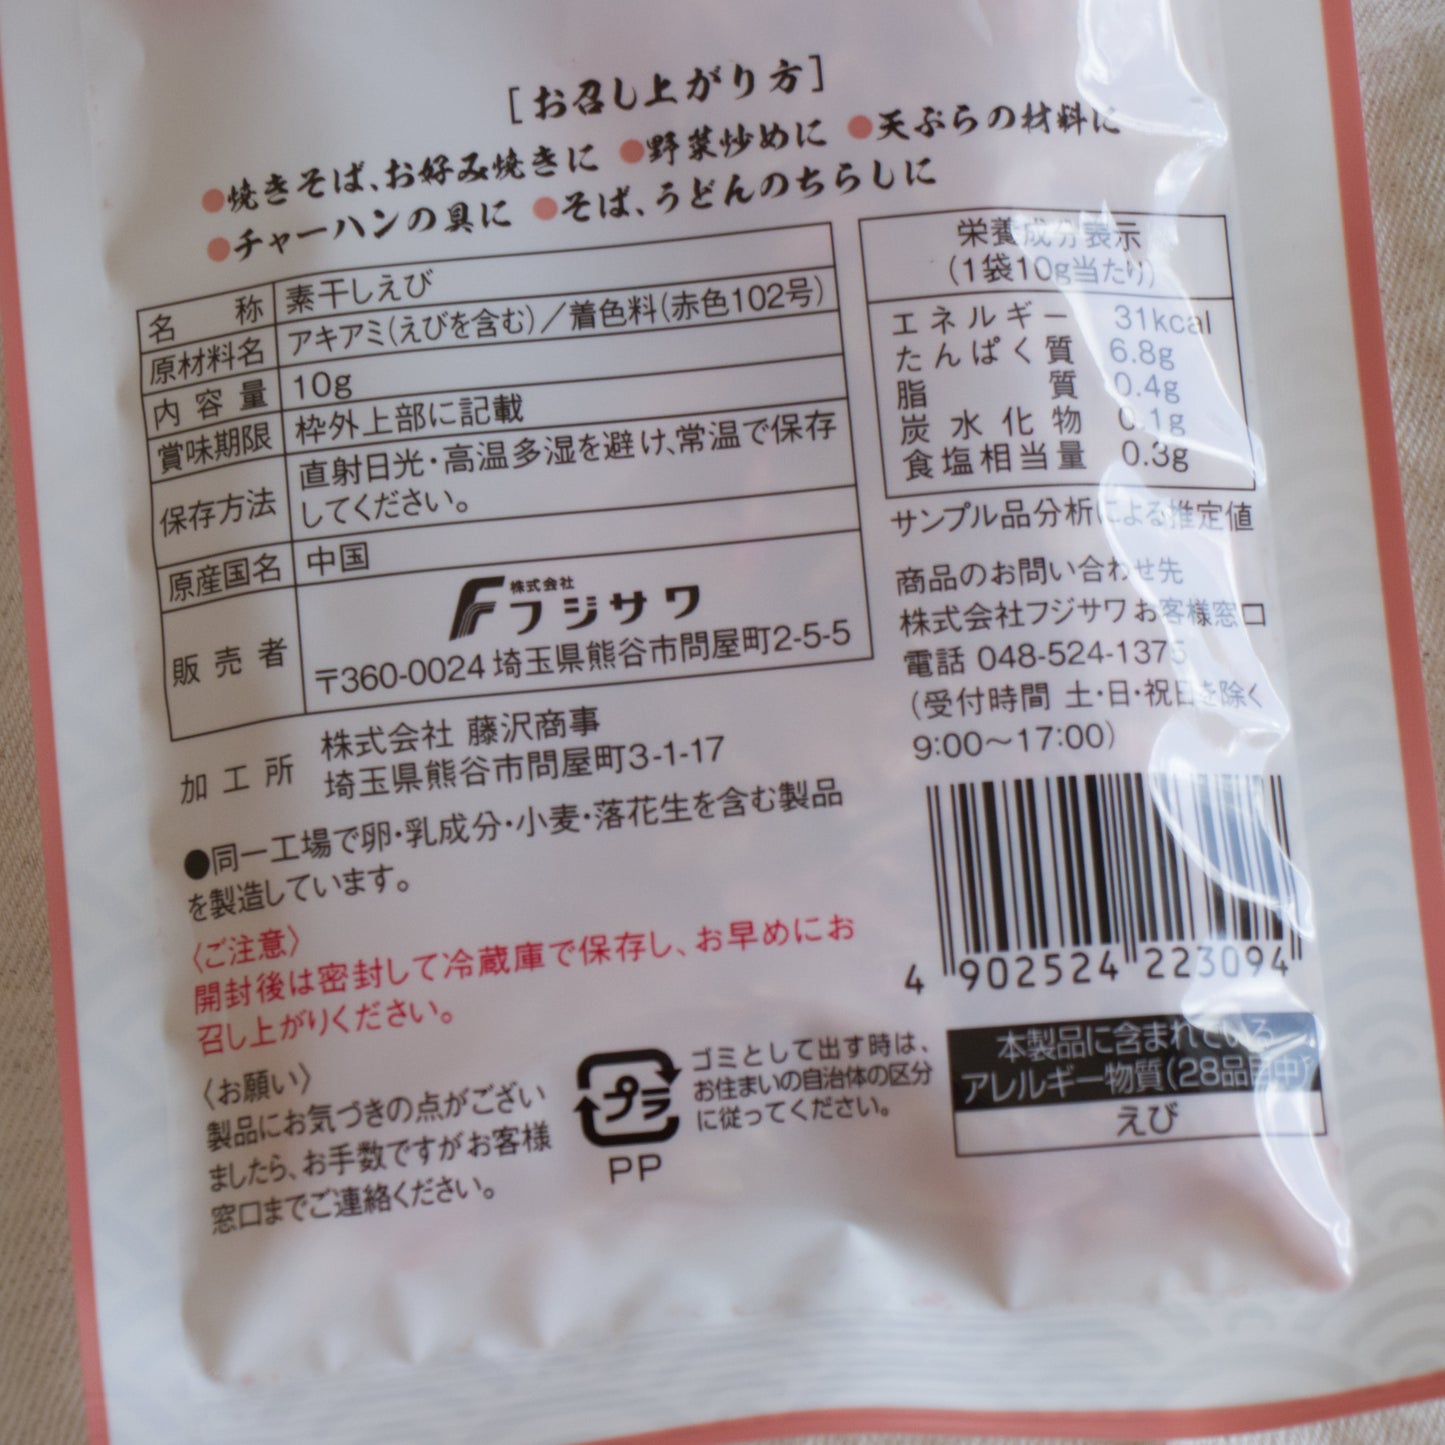 [お召し上がり方]
●焼きそば、お好み焼きに ●野菜炒めに ●天ぷらの材料に
●チャーハンの具に ●そば、うどんのちらしに
名称 素干しえび
原材料名 アキアミ(えびを含む)／着色料(赤色102号)
内容量 10g
賞味期限 枠外上部に記載
保存方法 直射日光・高温多湿を避け、常温で保存
してください。
原産国名 中国
販売者 株式会社フジサワ
〒360-0024 埼玉県熊谷市問屋町2-5-5
加工所 株式会社 藤沢商事
埼玉県熊谷市問屋町3-1-17
●同一工場で卵・乳成分・小麦・落花生を含む製品
を製造しています。
〈ご注意〉
開封後は密封して冷蔵庫で保存し、お早めにお
召し上がりください。
〈お願い〉
製品にお気づきの点がござい
ましたら、お手数ですがお客様
窓口までご連絡ください。
プラ
PP
ゴミとして出す時は、
お住まいの自治体の区分
に従ってください。
栄養成分表示
(1袋10g当たり)
エネルギー 31kcal
たんぱく質 6.8g
脂質 0.4g
炭水化物 0.1g
食塩相当量 0.3g
サンプル品分析による推定値
商品のお問い合わせ先
株式会社フジサワお客様窓口
電話 048-524-1375
(受付時間 土・日・祝日を除く
9:00〜17:00)
4 902524 223094
本製品に含まれている
アレルギー物質(28品目中)
えび